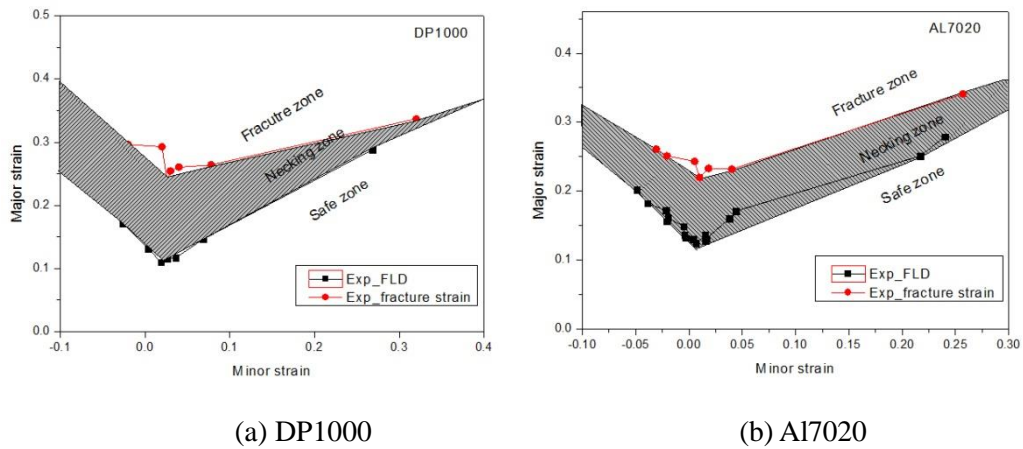 0.5
0.4
0.3
0.2
0.1
0.0
Major strain
-0.1
0.0
0.1
0.2
0.3
0.4
Minor strain
DP1000
Fracutre zone
Necking zone
Safe zone
Exp_FLD
Exp_fracture strain
(a) DP1000
0.4
0.3
0.2
0.1
0.0
Major strain
-0.10
-0.05
0.00
0.05
0.10
0.15
0.20
0.25
0.30
Minor strain
AL7020
Fracture zone
Necking zone
Safe zone
Exp_FLD
Exp_fracture strain
(b) Al7020